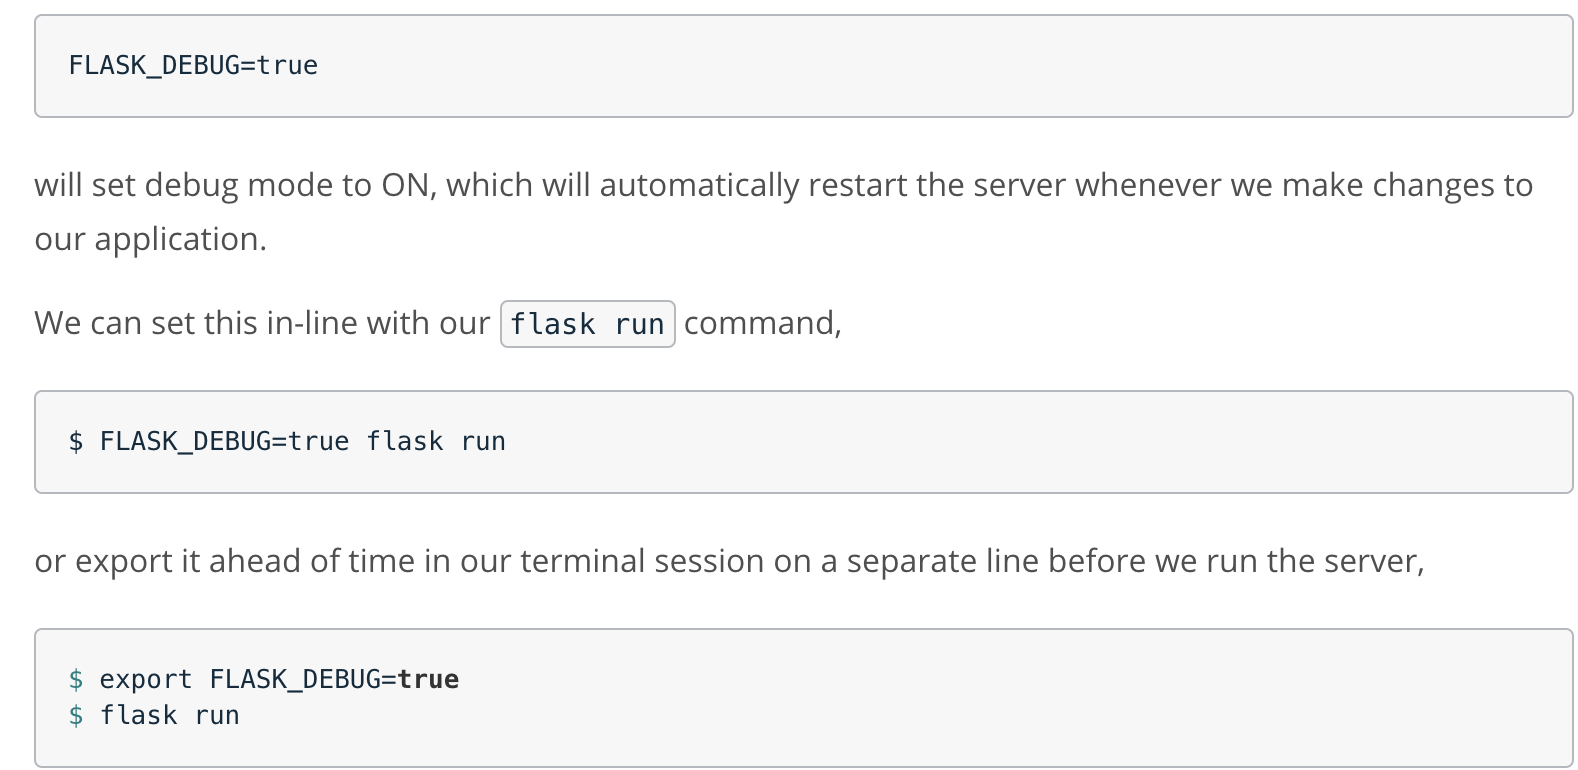 FLASK_DEBUG=true
will set debug mode to ON, which will automatically restart the server whenever we make changes to
our application.
We can set this in-line with our flask run command,
$ FLASK_DEBUG=true flask run
or export it ahead of time in our terminal session on a separate line before we run the server,
$ export FLASK_DEBUG=true
$ flask run